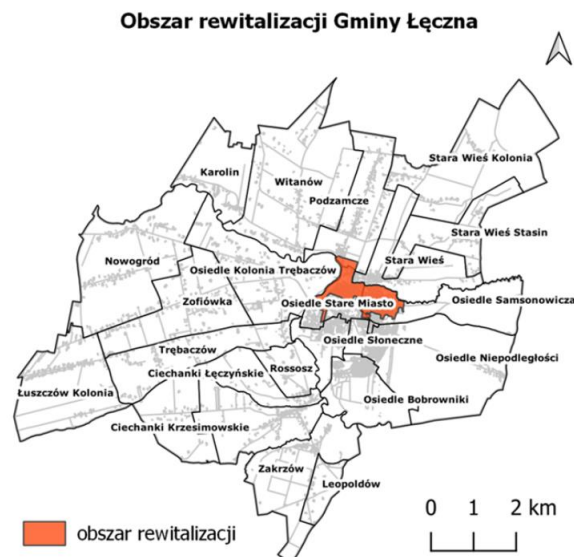 Obszar rewitalizacji Gminy Łęczna
Stara Wieś Kolonia
Karolin
Witanów
Podzamcze
Stara Wieś Stasin
Stara Wieś
Nowogród
Osiedle Kolonia Trębaczów
Zofiówka
Osiedle Stare Miasto
Osiedle Samsonowicza
Osiedle Słoneczne
Trębaczów
Osiedle Niepodległości
Ciechanki Łęczyńskie
Rossosz
Łuszczów Kolonia
Osiedle Bobrowniki
Ciechanki Krzesimowskie
Zakrzów
Leopoldów
0 1 2 km
obszar rewitalizacji